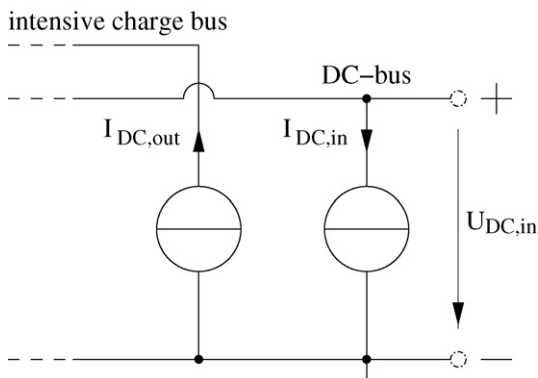 intensive charge bus
DC-bus
+
I DC,out
I DC,in
U DC,in
-